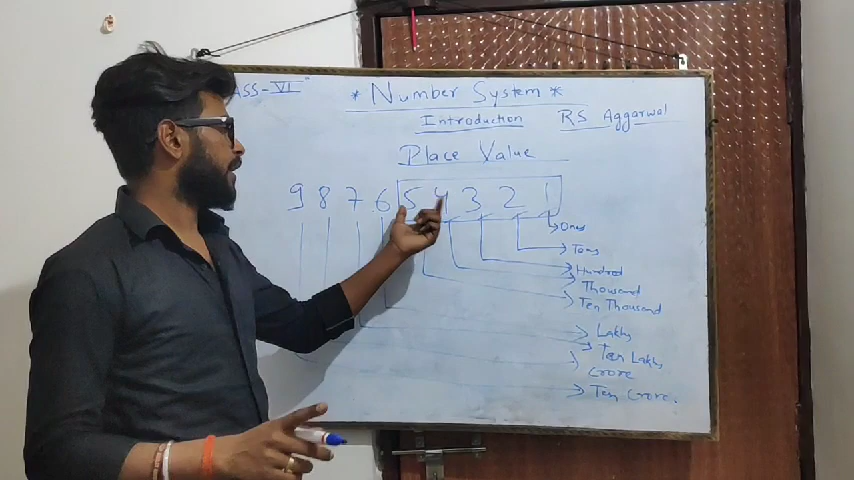 ASS-VI
* Number System *
Introduction
RS Aggarwal
Place Value
9 8 7 6 5 4 3 2 1
Ones
Tens
Hundred
Thousand
Ten Thousand
Lakhs
Ten Lakhs
Crore
Ten Crore.